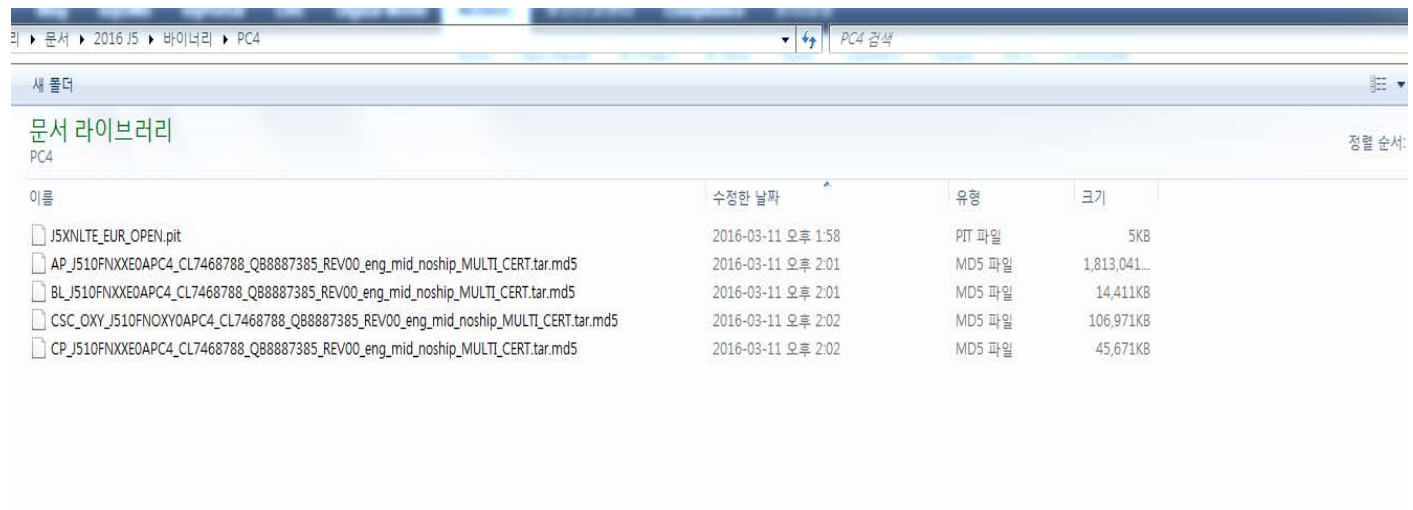 리 ▸ 문서 ▸ 2016 J5 ▸ 바이너리 ▸ PC4
PC4 검색
새 폴더
문서 라이브러리
PC4
정렬 순서:
이름 수정한 날짜 유형 크기
J5XNLTE_EUR_OPEN.pit 2016-03-11 오후 1:58 PIT 파일 5KB
AP_J510FNXXE0APC4_CL7468788_QB8887385_REV00_eng_mid_noship_MULTI_CERT.tar.md5 2016-03-11 오후 2:01 MD5 파일 1,813,041...
BL_J510FNXXE0APC4_CL7468788_QB8887385_REV00_eng_mid_noship_MULTI_CERT.tar.md5 2016-03-11 오후 2:01 MD5 파일 14,411KB
CSC_OXY_J510FNOXY0APC4_CL7468788_QB8887385_REV00_eng_mid_noship_MULTI_CERT.tar.md5 2016-03-11 오후 2:02 MD5 파일 106,971KB
CP_J510FNXXE0APC4_CL7468788_QB8887385_REV00_eng_mid_noship_MULTI_CERT.tar.md5 2016-03-11 오후 2:02 MD5 파일 45,671KB